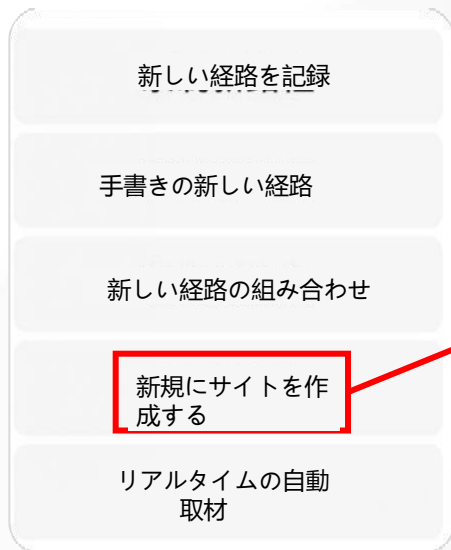 新しい経路を記録
手書きの新しい経路
新しい経路の組み合わせ
新規にサイトを作
成する
リアルタイムの自動
取材